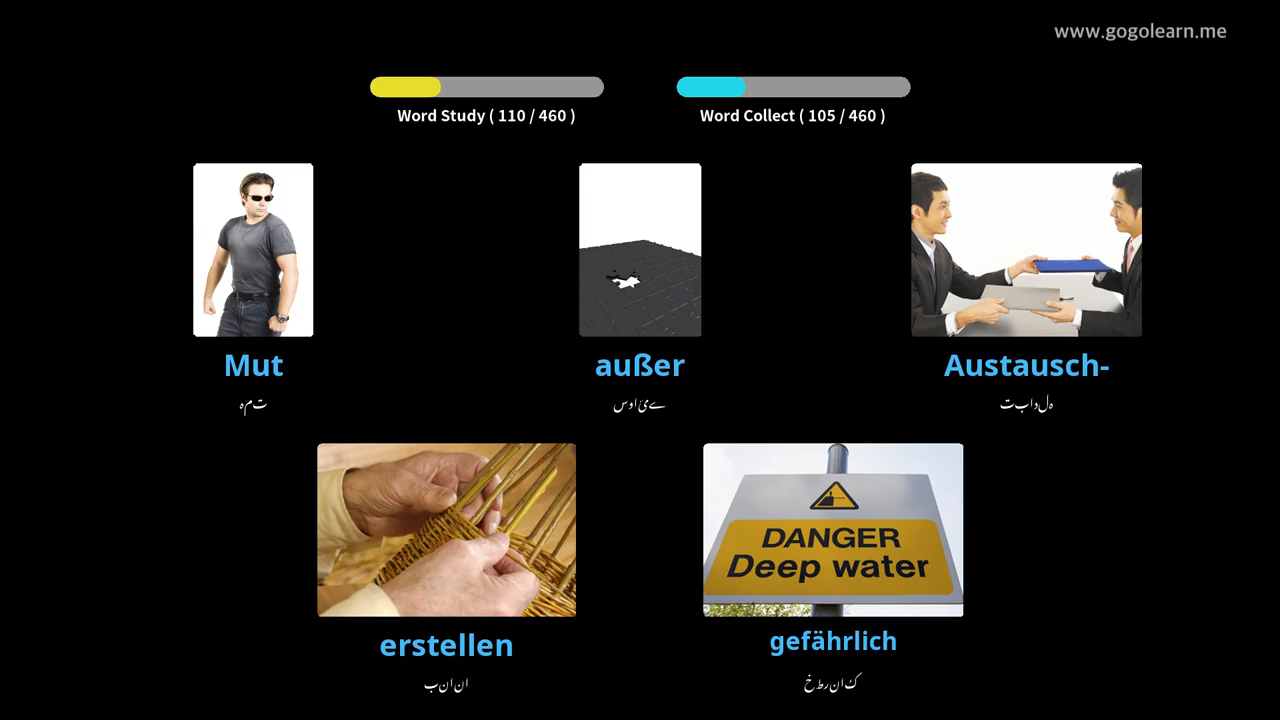 www.gogolearn.me
Word Study ( 110 / 460 )
Word Collect ( 105 / 460 )
Mut
ہمت
außer
سوائے
Austausch-
تبادلہ
DANGER
Deep water
erstellen
بنانا
gefährlich
خطرناک